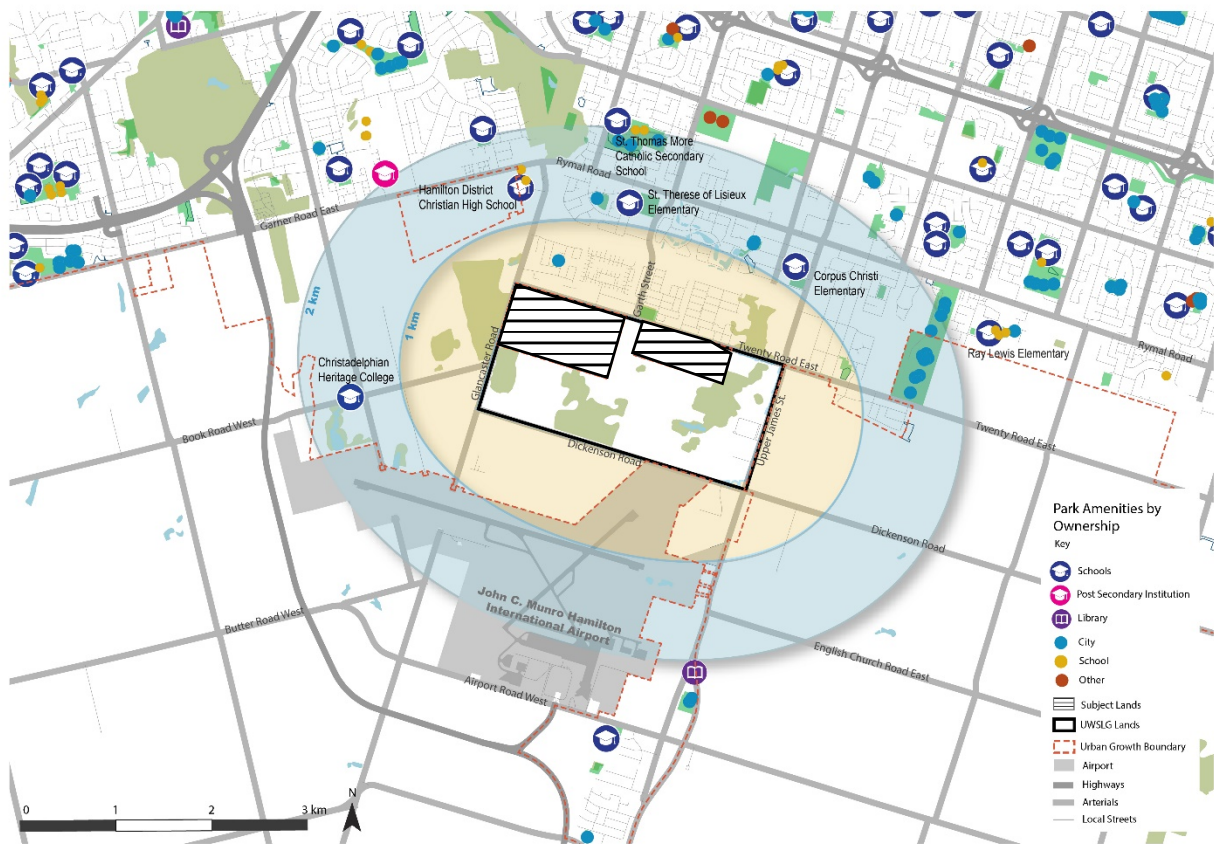 St. Thomas More
Catholic Secondary
School
Rymal Road
Hamilton District
Christian High School
St. Therese of Lisieux
Elementary
Garner Road East
Garth Street
Corpus Christi
Elementary
2 km
1 km
Glancaster Road
Twenty Road East
Ray Lewis Elementary
Rymal Road
Christadelphian
Heritage College
Book Road West
Upper James St.
Twenty Road East
Dickenson Road
Dickenson Road
John C. Munro Hamilton
International Airport
Butter Road West
English Church Road East
Airport Road West
Park Amenities by
Ownership
Key
Schools
Post Secondary Institution
Library
City
School
Other
Subject Lands
UWSLG Lands
Urban Growth Boundary
Airport
Highways
Arterials
Local Streets
0 1 2 3 km
N